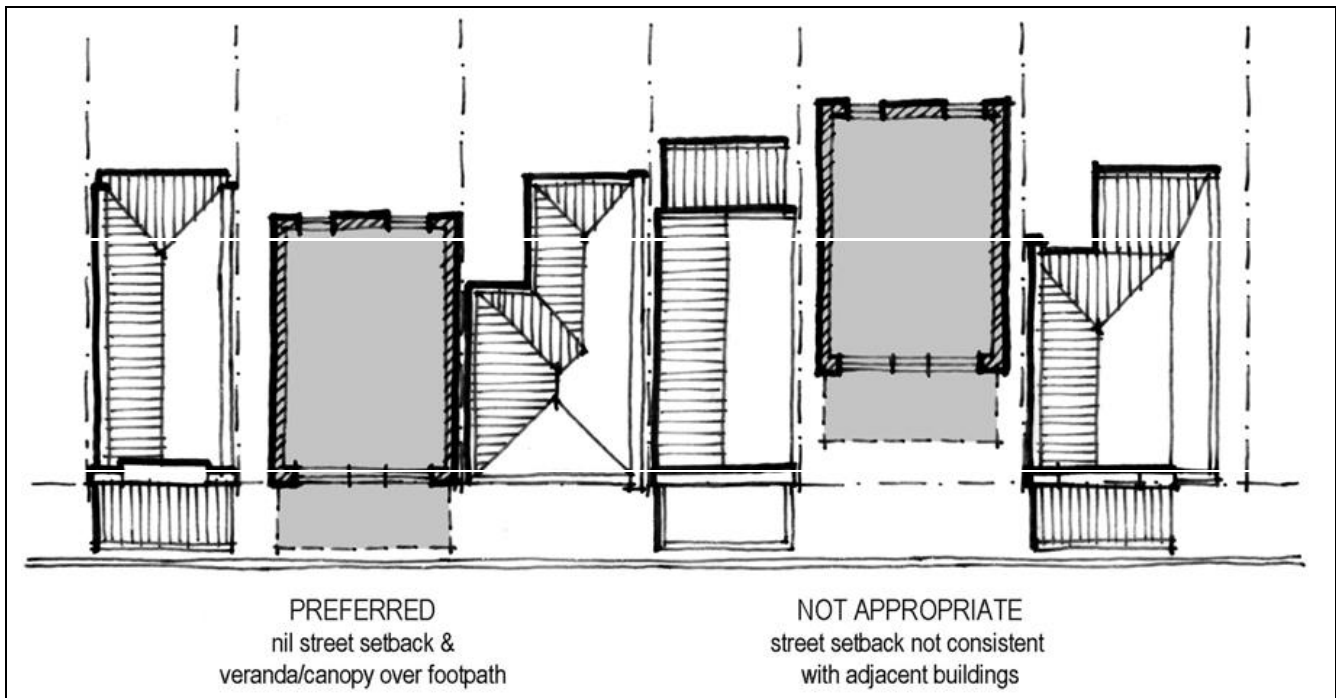 PREFERRED
nil street setback &
veranda/canopy over footpath
NOT APPROPRIATE
street setback not consistent
with adjacent buildings